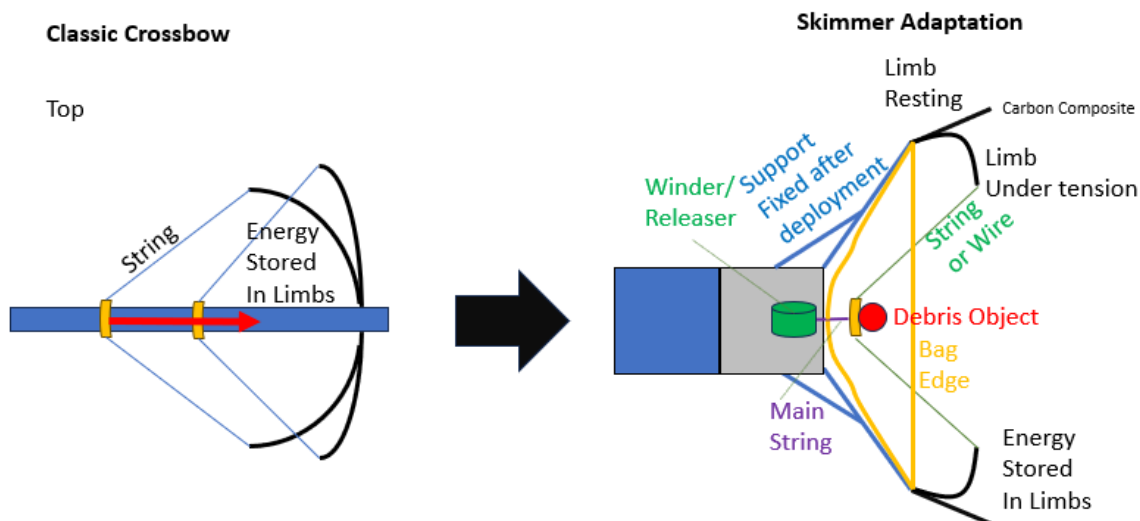 Classic Crossbow
Top
String
Energy
Stored
In Limbs
Skimmer Adaptation
Limb
Resting
Carbon Composite
Limb
Under tension
Support
Fixed after
deployment
Winder/
Releaser
String
or Wire
Debris Object
Bag
Edge
Main
String
Energy
Stored
In Limbs